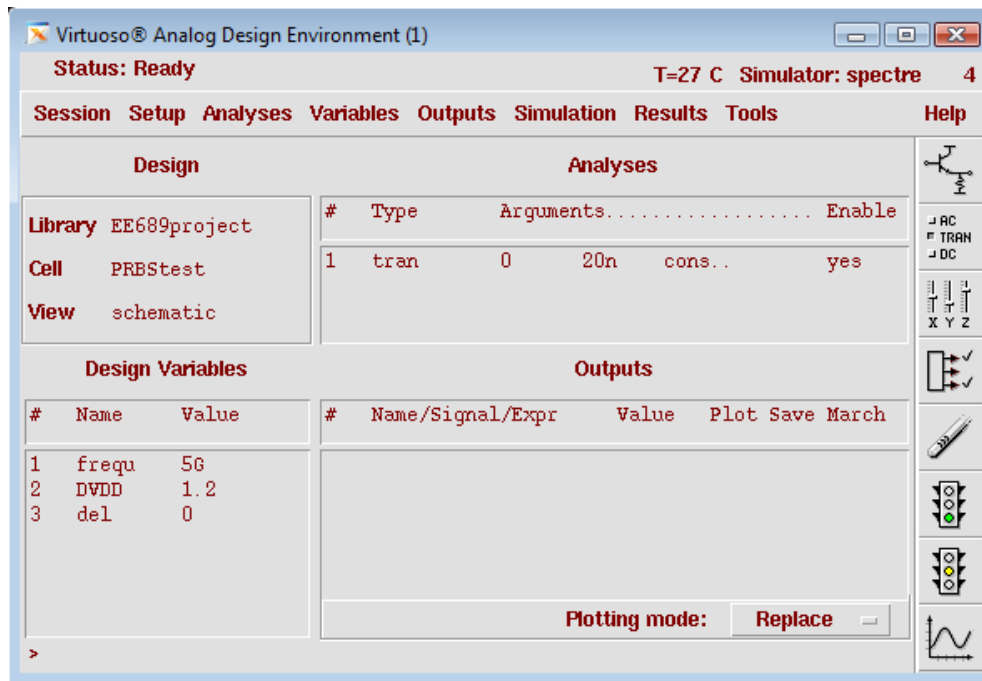 Virtuoso® Analog Design Environment (1)
Status: Ready T=27 C Simulator: spectre 4
Session Setup Analyses Variables Outputs Simulation Results Tools Help
Design
Library EE689project
Cell PRBStest
View schematic
Analyses
# Type Arguments................... Enable
1 tran 0 20n cons.. yes
Design Variables
# Name Value
1 frequ 5G
2 DVDD 1.2
3 del 0
Outputs
# Name/Signal/Expr Value Plot Save March
Plotting mode: Replace
>
AC
TRAN
DC
X Y Z